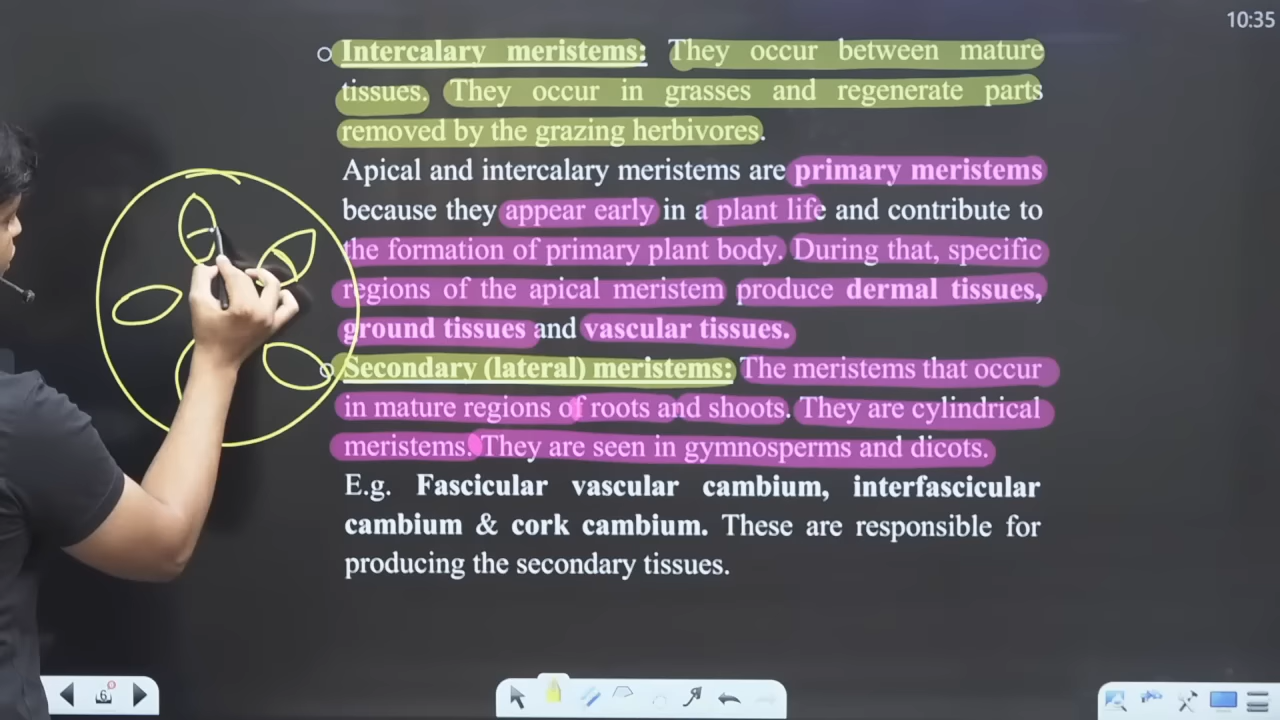 10:35
Intercalary meristems: They occur between mature
tissues. They occur in grasses and regenerate parts
removed by the grazing herbivores.
Apical and intercalary meristems are primary meristems
because they appear early in a plant life and contribute to
the formation of primary plant body. During that, specific
regions of the apical meristem produce dermal tissues,
ground tissues and vascular tissues.
Secondary (lateral) meristems: The meristems that occur
in mature regions of roots and shoots. They are cylindrical
meristems. They are seen in gymnosperms and dicots.
E.g. Fascicular vascular cambium, interfascicular
cambium & cork cambium. These are responsible for
producing the secondary tissues.
6